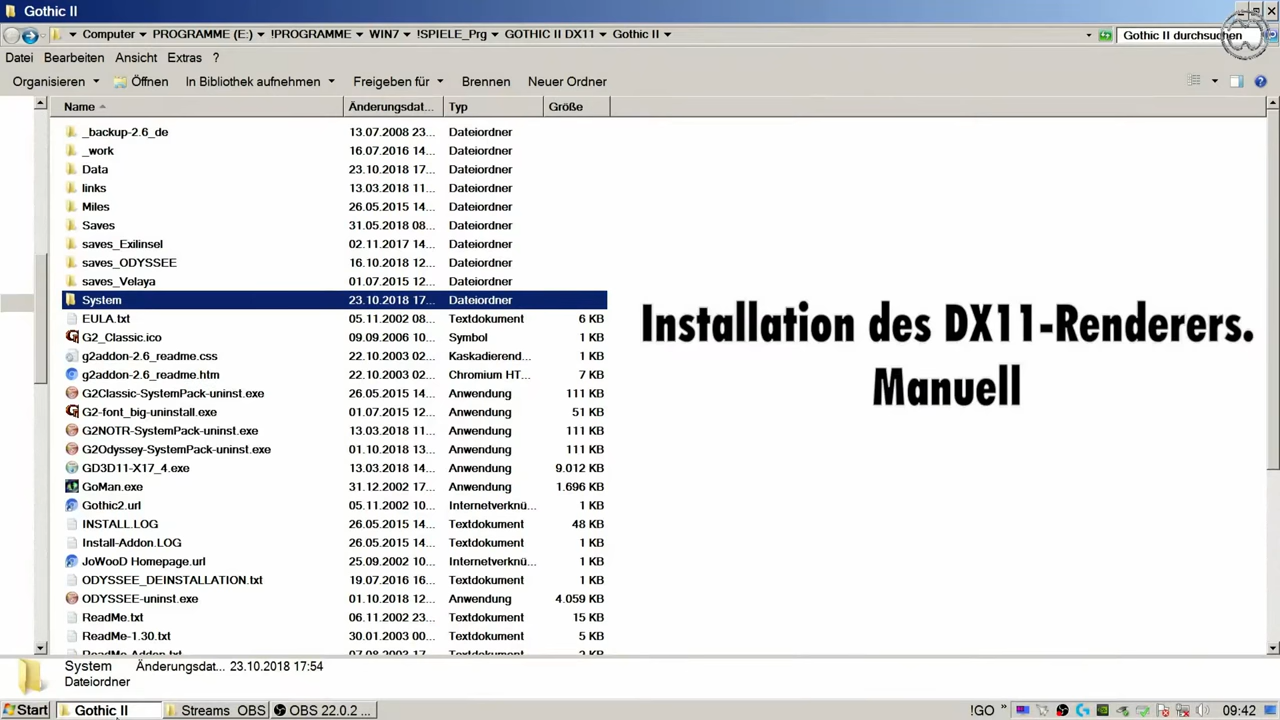 Gothic II
Computer PROGRAMME (E:) !PROGRAMME WIN7 !SPIELE_Prg GOTHIC II DX11 Gothic II Gothic II durchsuchen
Datei Bearbeiten Ansicht Extras ?
Organisieren Öffnen In Bibliothek aufnehmen Freigeben für Brennen Neuer Ordner
Name Änderungsdat... Typ Größe
_backup-2.6_de 13.07.2008 23... Dateiordner
_work 16.07.2016 14... Dateiordner
Data 23.10.2018 17... Dateiordner
links 13.03.2018 11... Dateiordner
Miles 26.05.2015 14... Dateiordner
Saves 31.05.2018 08... Dateiordner
saves_Exilinsel 02.11.2017 14... Dateiordner
saves_ODYSSEE 16.10.2018 12... Dateiordner
saves_Velaya 01.07.2015 12... Dateiordner
System 23.10.2018 17... Dateiordner
EULA.txt 05.11.2002 08... Textdokument 6 KB
G2_Classic.ico 09.09.2006 10... Symbol 1 KB
g2addon-2.6_readme.css 22.10.2003 02... Kaskadierend... 1 KB
g2addon-2.6_readme.htm 22.10.2003 02... Chromium HT... 7 KB
G2Classic-SystemPack-uninst.exe 26.05.2015 14... Anwendung 111 KB
G2-font_big-uninstall.exe 01.07.2015 12... Anwendung 51 KB
G2NOTR-SystemPack-uninst.exe 13.03.2018 11... Anwendung 111 KB
G2Odyssey-SystemPack-uninst.exe 01.10.2018 13... Anwendung 111 KB
GD3D11-X17_4.exe 13.03.2018 14... Anwendung 9.012 KB
GoMan.exe 31.12.2002 17... Anwendung 1.696 KB
Gothic2.url 05.11.2002 10... Internetverknü... 1 KB
INSTALL.LOG 26.05.2015 14... Textdokument 48 KB
Install-Addon.LOG 26.05.2015 14... Textdokument 1 KB
JoWooD Homepage.url 25.09.2002 10... Internetverknü... 1 KB
ODYSSEE_DEINSTALLATION.txt 19.07.2016 16... Textdokument 1 KB
ODYSSEE-uninst.exe 01.10.2018 12... Anwendung 4.059 KB
ReadMe.txt 06.11.2002 23... Textdokument 15 KB
ReadMe-1.30.txt 30.01.2003 00... Textdokument 5 KB
ReadMe-Addon.txt 07.08.2003 17... Textdokument 2 KB
Installation des DX11-Renderers.
Manuell
System Änderungsdat... 23.10.2018 17:54
Dateiordner
Start Gothic II Streams OBS OBS 22.0.2 ... !GO » 09:42